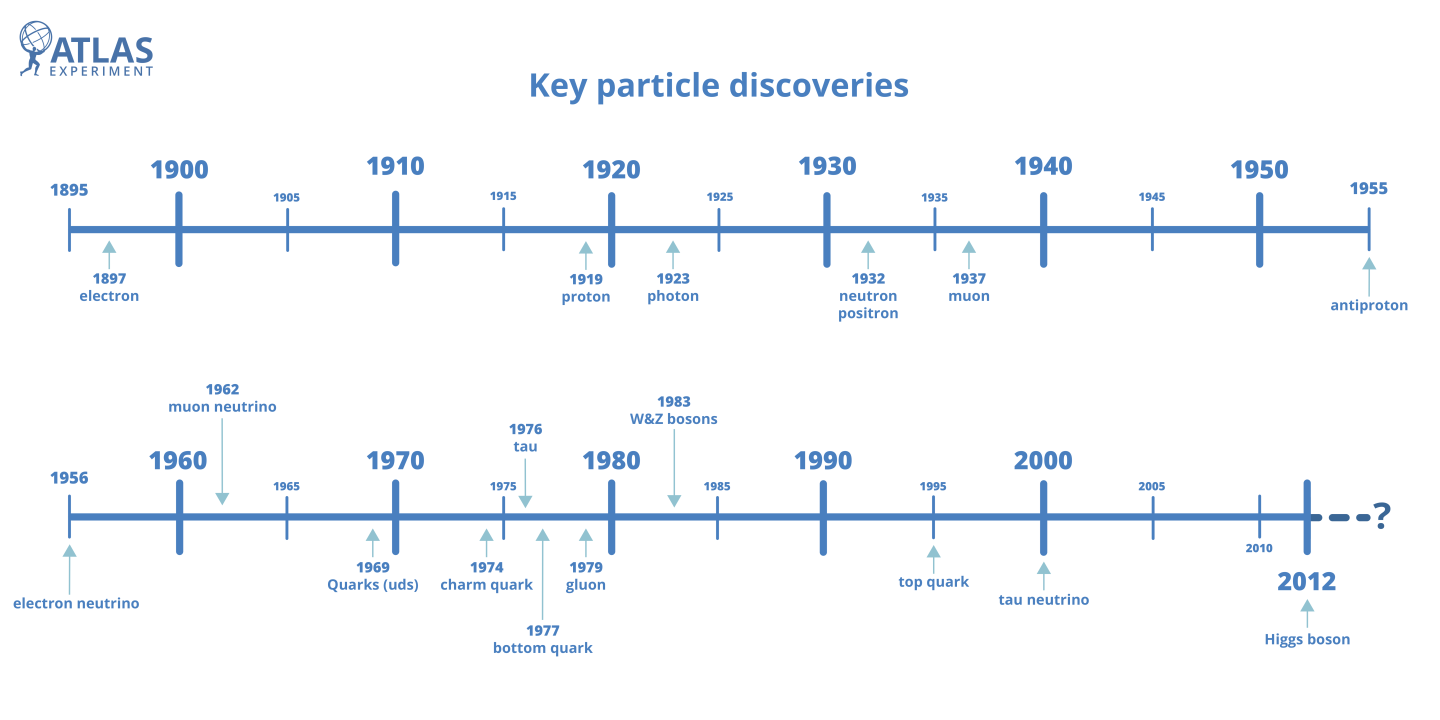 ATLAS
EXPERIMENT
Key particle discoveries
1895
1900
1905
1910
1915
1920
1925
1930
1935
1940
1945
1950
1955
1897
electron
1919
proton
1923
photon
1932
neutron
positron
1937
muon
antiproton
1962
muon neutrino
1976
tau
1983
W&Z bosons
1956
1960
1965
1970
1975
1980
1985
1990
1995
2000
2005
2010
2012
?
electron neutrino
1969
Quarks (uds)
1974
charm quark
1977
bottom quark
1979
gluon
top quark
tau neutrino
Higgs boson